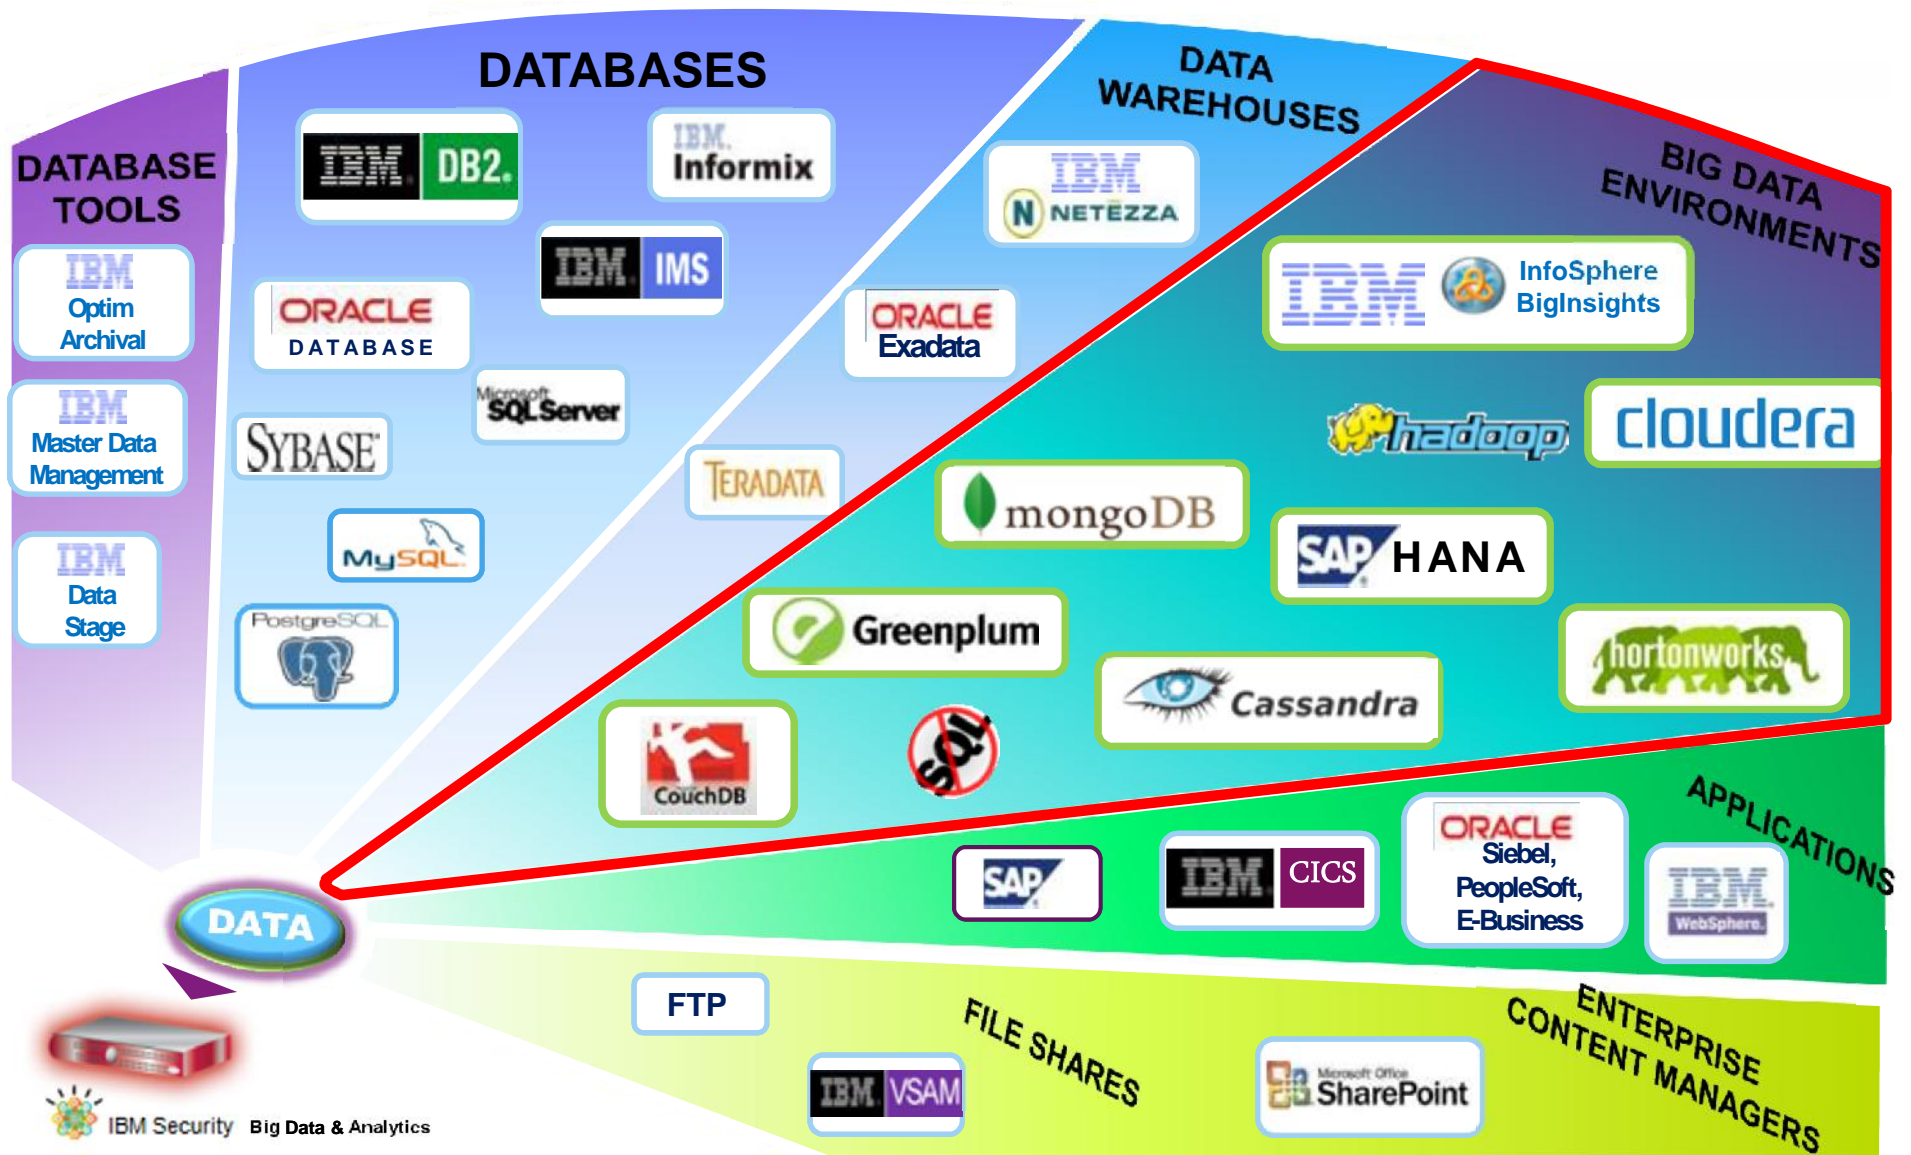 DATABASE
TOOLS
IBM
Optim
Archival
IBM
Master Data
Management
IBM
Data
Stage
DATABASES
IBM. DB2.
IBM.
Informix
IBM. IMS
ORACLE
DATABASE
Microsoft
SQL Server
SYBASE
MySQL
PostgreSQL
DATA
WAREHOUSES
IBM
N NETEZZA
ORACLE
Exadata
TERADATA
BIG DATA
ENVIRONMENTS
IBM InfoSphere
BigInsights
hadoop
cloudera
mongoDB
SAP HANA
Greenplum
hortonworks
Cassandra
CouchDB
SQL
APPLICATIONS
SAP
IBM. CICS
ORACLE
Siebel,
PeopleSoft,
E-Business
IBM.
WebSphere.
DATA
FTP
FILE SHARES
IBM. VSAM
ENTERPRISE
CONTENT MANAGERS
Microsoft Office
SharePoint
IBM Security Big Data & Analytics